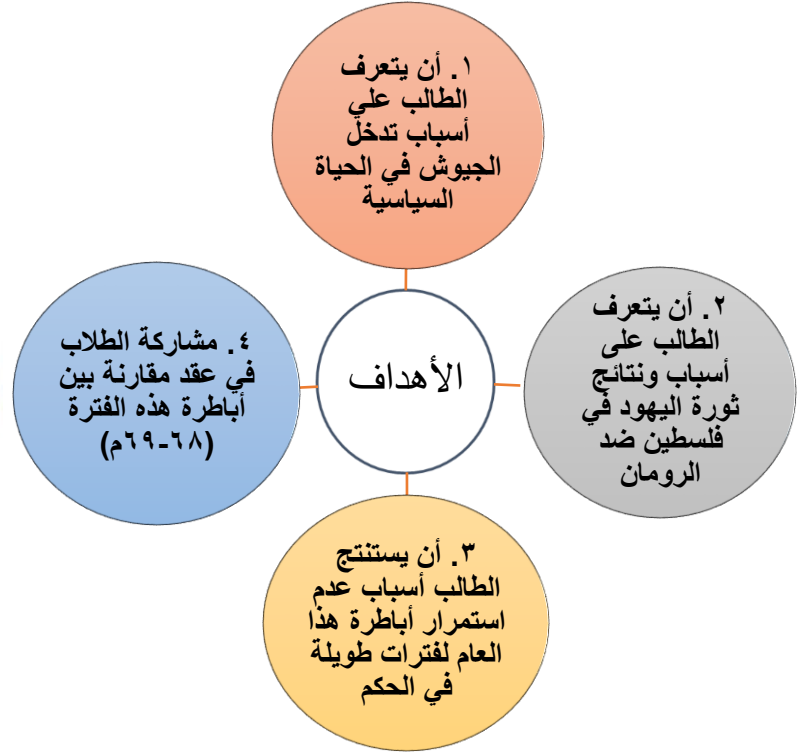 ١. أن يتعرف
الطالب علي
أسباب تدخل
الجيوش في الحياة
السياسية
٢. أن يتعرف
الطالب على
أسباب ونتائج
ثورة اليهود في
فلسطين ضد
الرومان
الأهداف
٤. مشاركة الطلاب
في عقد مقارنة بين
أباطرة هذه الفترة
(٦٨-٦٩م)
٣. أن يستنتج
الطالب أسباب عدم
استمرار أباطرة هذا
العام لفترات طويلة
في الحكم